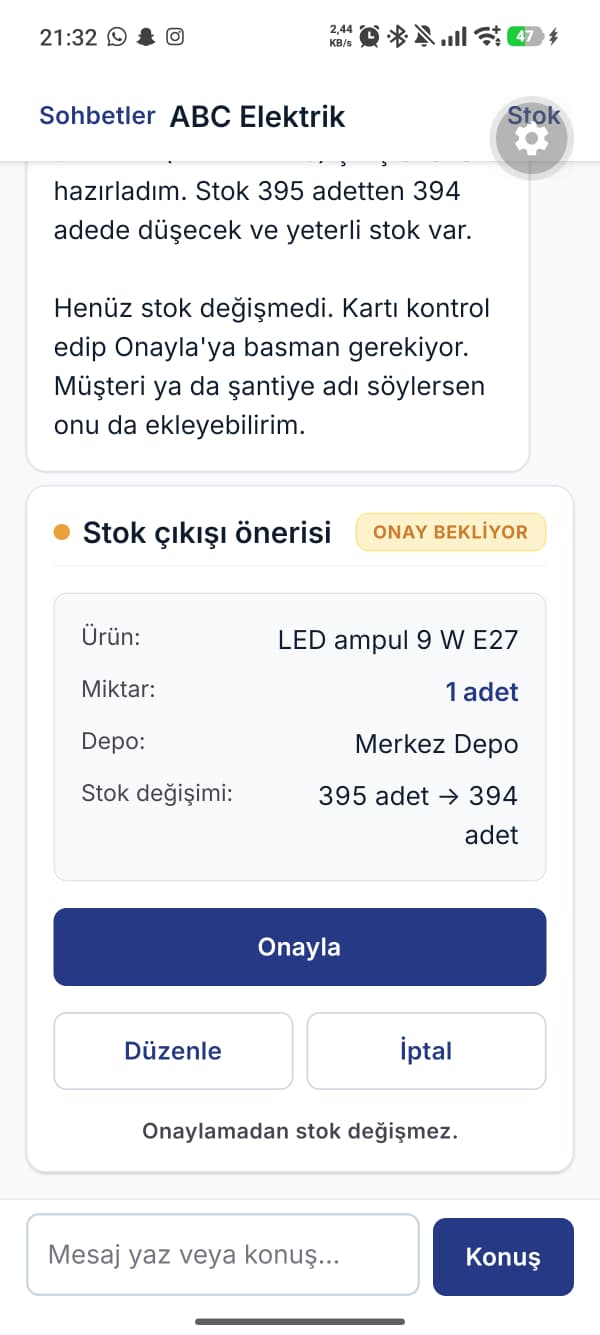 21:32
2,44
KB/s
47
Sohbetler ABC Elektrik
Stok
hazırladım. Stok 395 adetten 394
adede düşecek ve yeterli stok var.
Henüz stok değişmedi. Kartı kontrol
edip Onayla'ya basman gerekiyor.
Müşteri ya da şantiye adı söylersen
onu da ekleyebilirim.
Stok çıkışı önerisi
ONAY BEKLİYOR
Ürün: LED ampul 9 W E27
Miktar: 1 adet
Depo: Merkez Depo
Stok değişimi: 395 adet → 394
adet
Onayla
Düzenle
İptal
Onaylamadan stok değişmez.
Mesaj yaz veya konuş...
Konuş